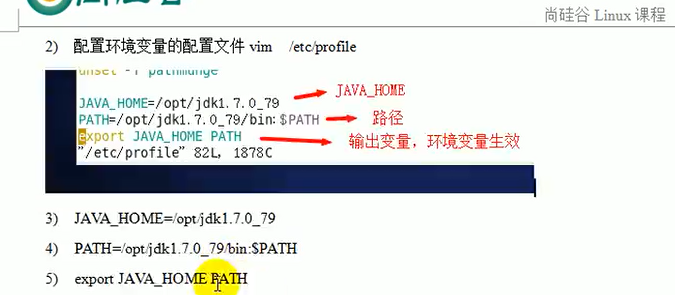 尚硅谷 Linux 课程
2) 配置环境变量的配置文件 vim /etc/profile
unset -f pathmunge
JAVA_HOME=/opt/jdk1.7.0_79
JAVA_HOME
PATH=/opt/jdk1.7.0_79/bin:$PATH
路径
export JAVA_HOME PATH
输出变量，环境变量生效
"/etc/profile" 82L, 1878C
3) JAVA_HOME=/opt/jdk1.7.0_79
4) PATH=/opt/jdk1.7.0_79/bin:$PATH
5) export JAVA_HOME PATH